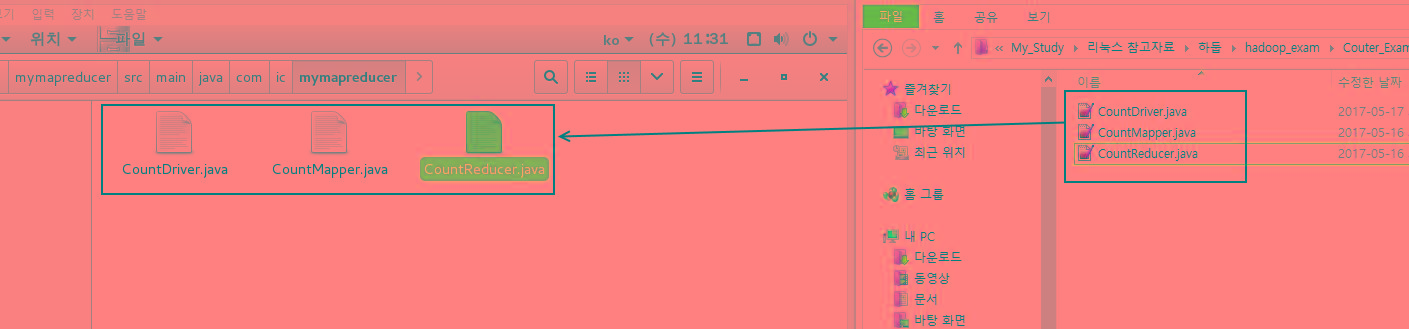 보기 입력 장치 도움말
위치 파일 ko (수) 11:31
mymapreducer src main java com ic mymapreducer
CountDriver.java CountMapper.java CountReducer.java
파일 홈 공유 보기
« My_Study 리눅스 참고자료 하둡 hadoop_exam Couter_Exam
이름 수정한 날짜
즐겨찾기
다운로드
바탕 화면
최근 위치
홈 그룹
내 PC
다운로드
동영상
문서
바탕 화면
CountDriver.java 2017-05-17
CountMapper.java 2017-05-16
CountReducer.java 2017-05-16